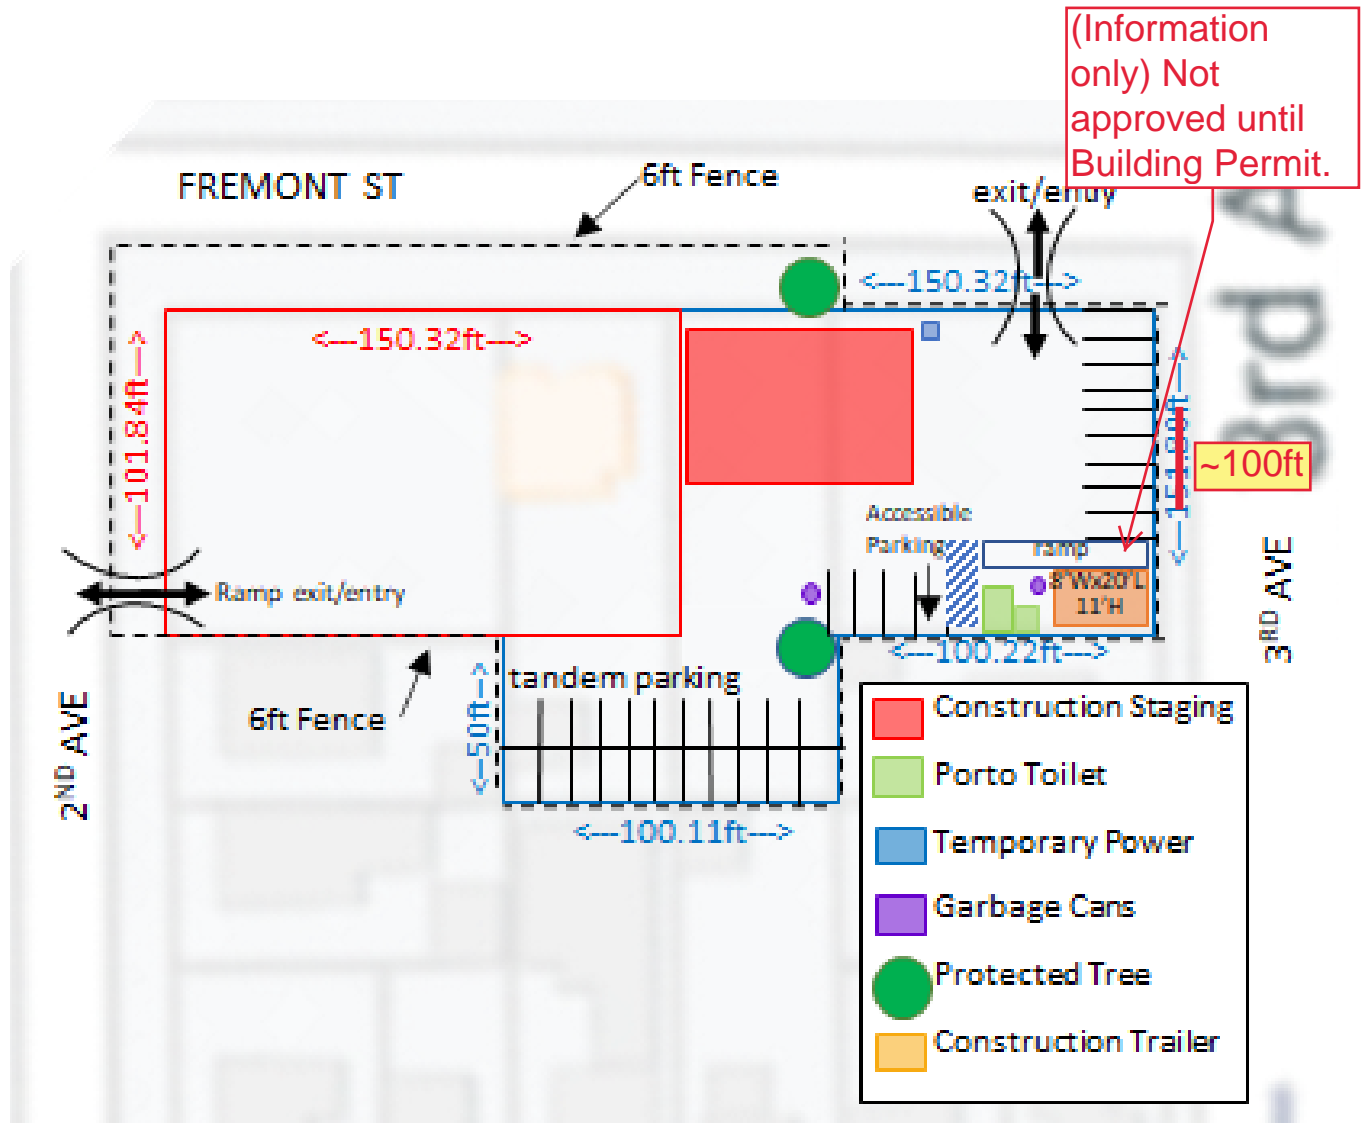 (Information
only) Not
approved until
Building Permit.
FREMONT ST
6ft Fence
exit/entry
3rd A
<---150.32ft--->
<---150.32ft--->
<---101.84ft--->
~100ft
Accessible
Parking
ramp
8'Wx20'L
11'H
Ramp exit/entry
3RD AVE
<---100.22ft--->
tandem parking
<---50ft--->
6ft Fence
2ND AVE
<---100.11ft--->
Construction Staging
Porto Toilet
Temporary Power
Garbage Cans
Protected Tree
Construction Trailer